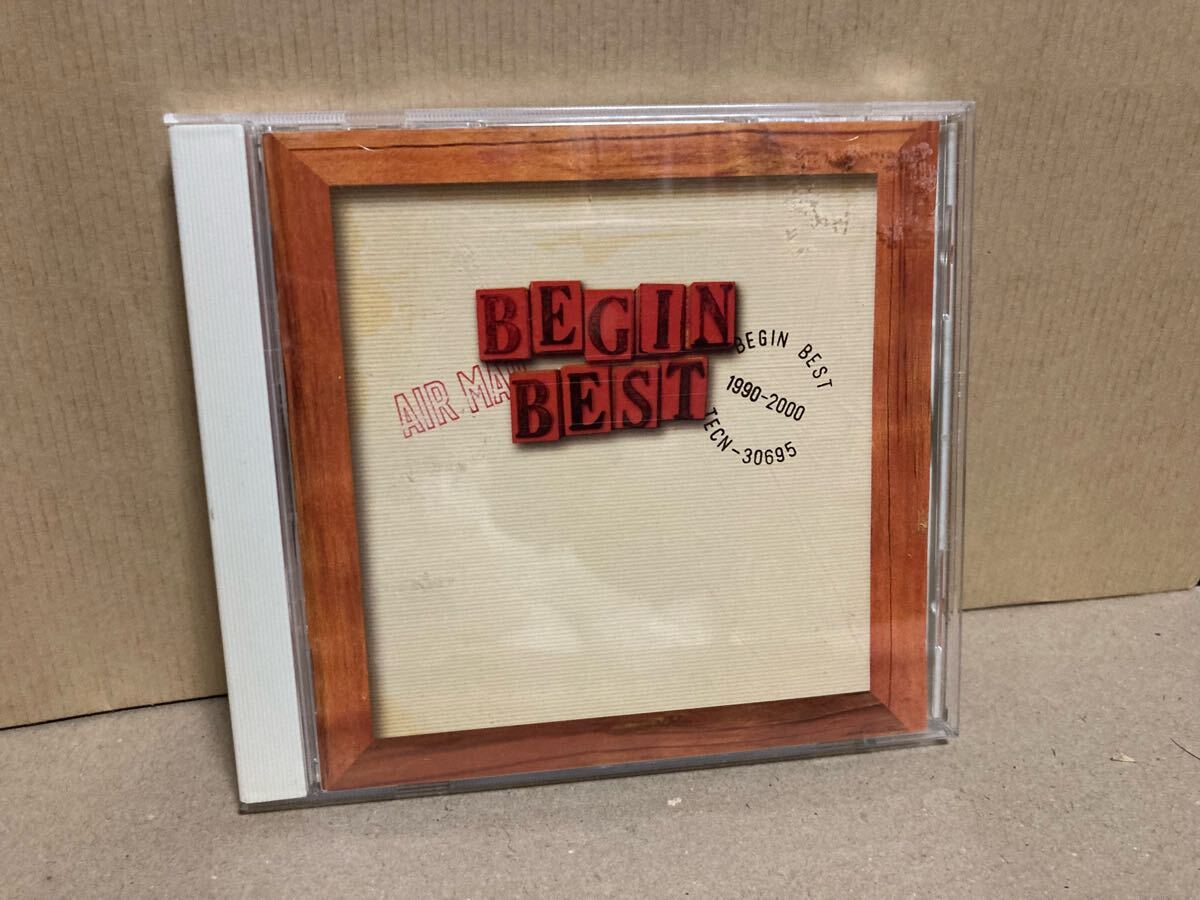 BEGIN
BEST
AIR MA
BEGIN BEST
1990-2000
TECN-30695